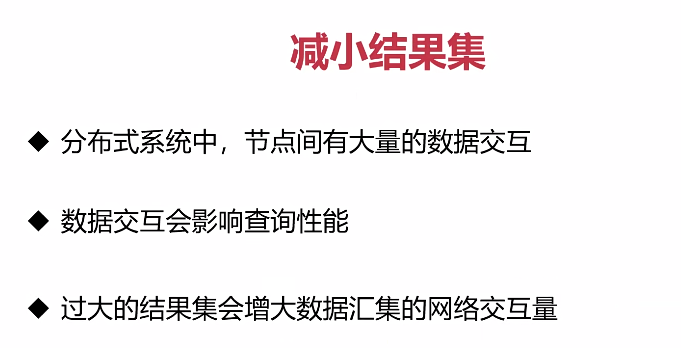 减小结果集
◆ 分布式系统中，节点间有大量的数据交互
◆ 数据交互会影响查询性能
◆ 过大的结果集会增大数据汇集的网络交互量